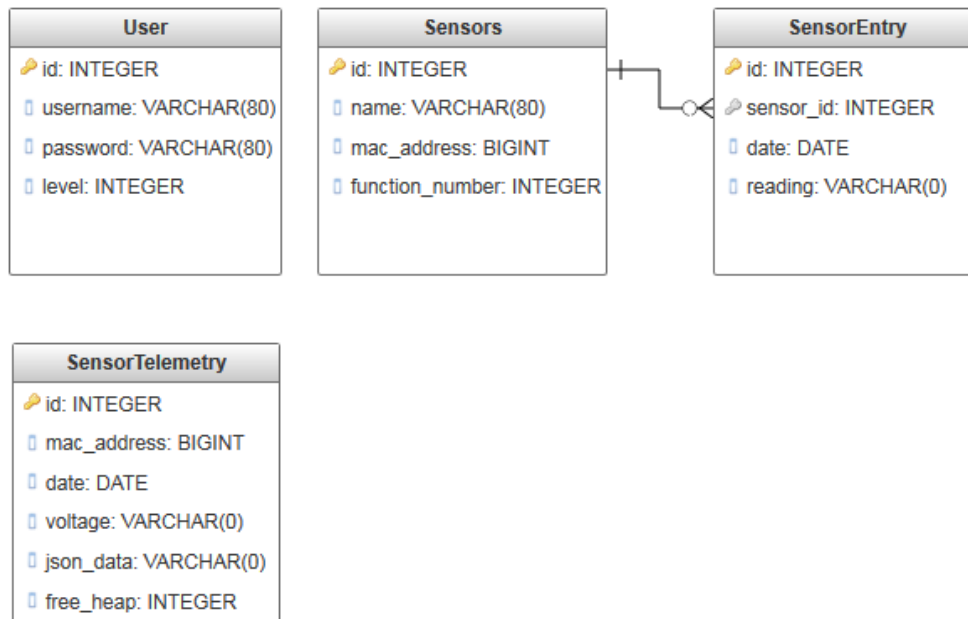 User
id: INTEGER
username: VARCHAR(80)
password: VARCHAR(80)
level: INTEGER
Sensors
id: INTEGER
name: VARCHAR(80)
mac_address: BIGINT
function_number: INTEGER
SensorEntry
id: INTEGER
sensor_id: INTEGER
date: DATE
reading: VARCHAR(0)
SensorTelemetry
id: INTEGER
mac_address: BIGINT
date: DATE
voltage: VARCHAR(0)
json_data: VARCHAR(0)
free_heap: INTEGER